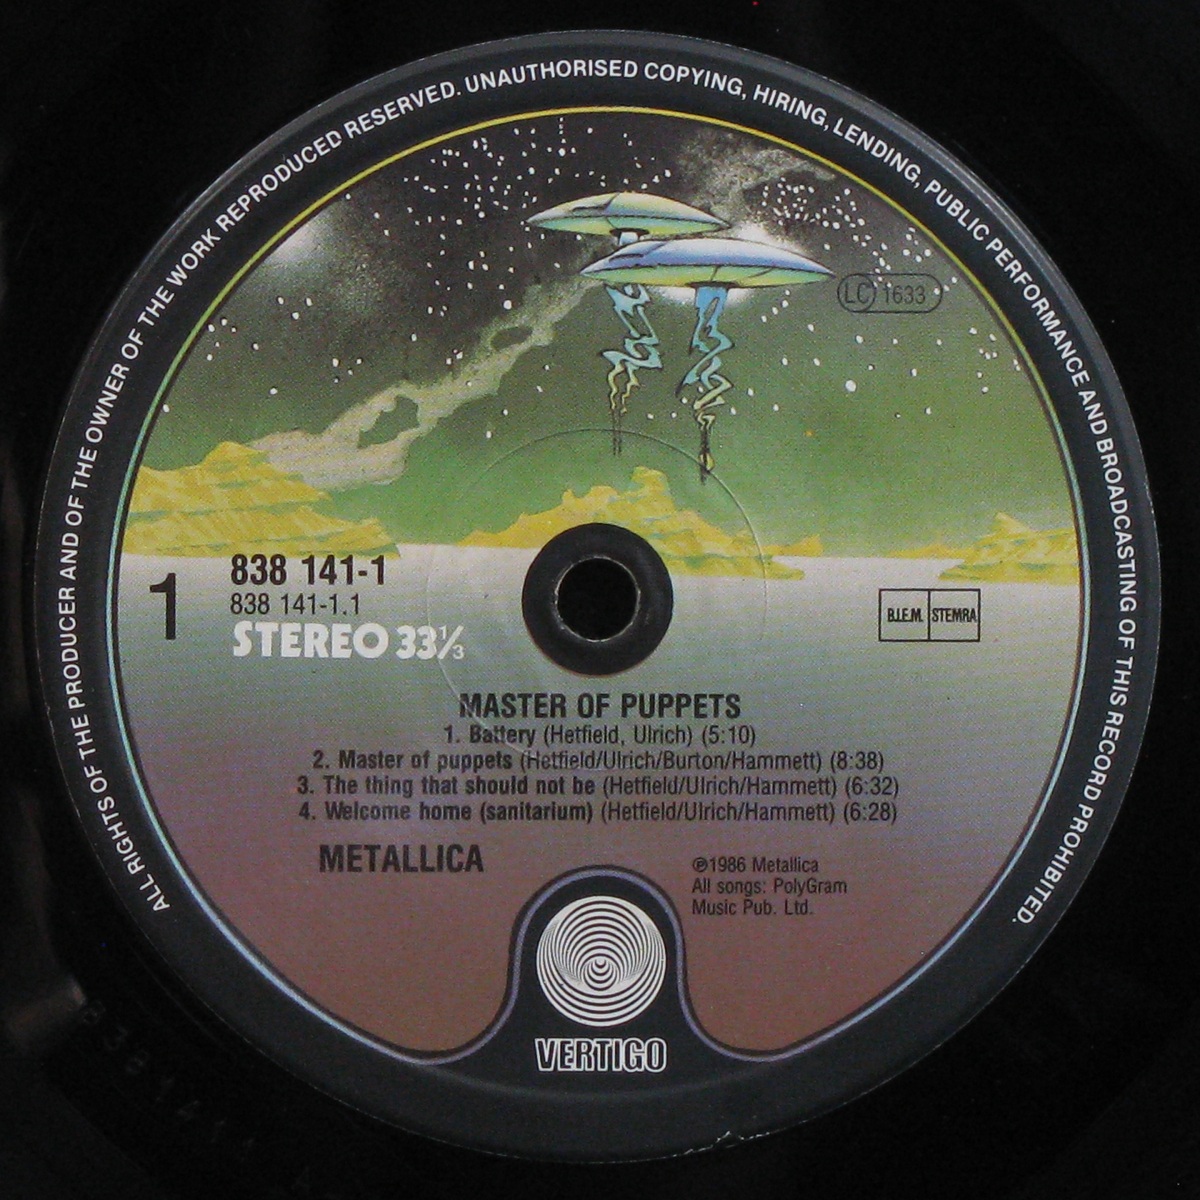 ALL RIGHTS OF THE PRODUCER AND OF THE OWNER OF THE WORK REPRODUCED RESERVED. UNAUTHORISED COPYING, HIRING, LENDING, PUBLIC PERFORMANCE AND BROADCASTING OF THIS RECORD PROHIBITED.
LC 1633
1
838 141-1
838 141-1.1
STEREO 33⅓
B.I.E.M. STEMRA
MASTER OF PUPPETS
1. Battery (Hetfield, Ulrich) (5:10)
2. Master of puppets (Hetfield/Ulrich/Burton/Hammett) (8:38)
3. The thing that should not be (Hetfield/Ulrich/Hammett) (6:32)
4. Welcome home (sanitarium) (Hetfield/Ulrich/Hammett) (6:28)
METALLICA
℗1986 Metallica
All songs: PolyGram
Music Pub. Ltd.
VERTIGO